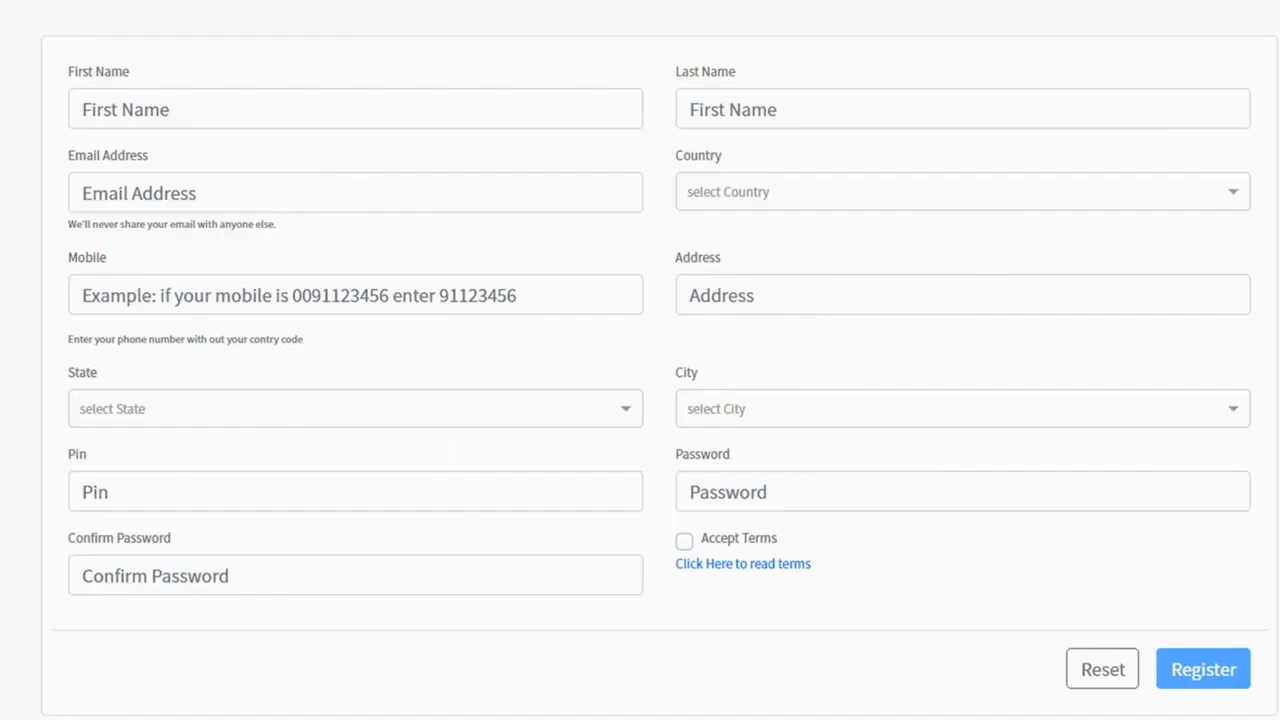 First Name
Last Name
First Name
First Name
Email Address
Country
Email Address
select Country
We'll never share your email with anyone else.
Mobile
Address
Example: if your mobile is 0091123456 enter 91123456
Address
Enter your phone number with out your contry code
State
City
select State
select City
Pin
Password
Pin
Password
Confirm Password
Accept Terms
Click Here to read terms
Confirm Password
Reset
Register